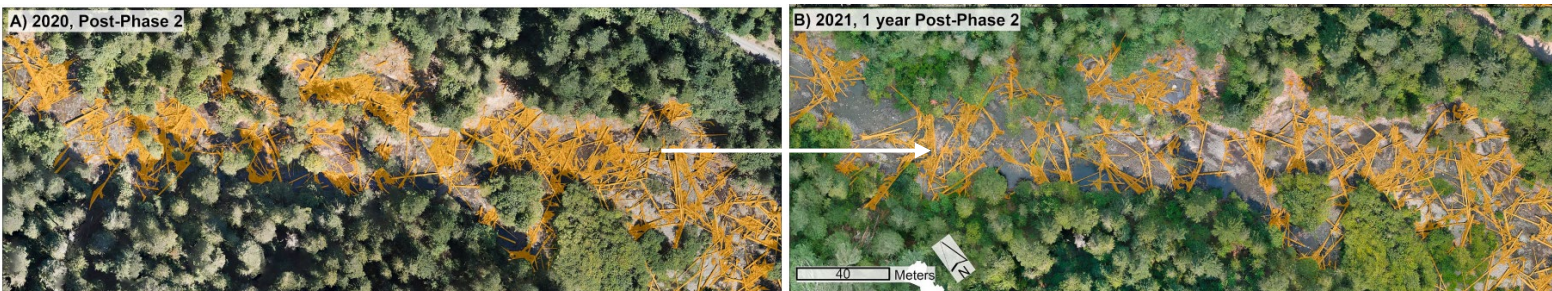 A) 2020, Post-Phase 2
B) 2021, 1 year Post-Phase 2
40 Meters
N